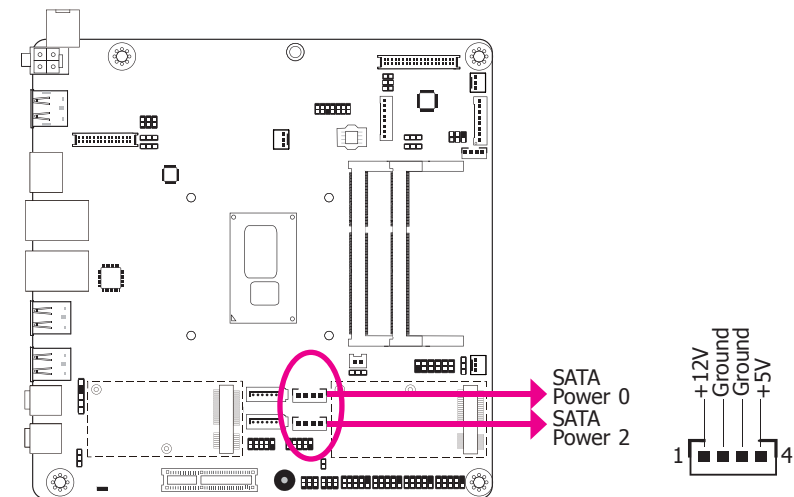 SATA
Power 0
SATA
Power 2
+12V
Ground
Ground
+5V
1
4